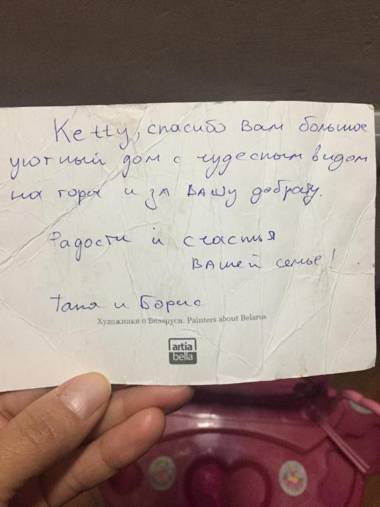 Ketty, спасибо Вам большое
уютный дом с чудесным видом
на горы и за ВАШУ доброту.
Радости и счастья
ВАШей семье!
Таня и Борис
Художники о Беларуси. Painters about Belarus
artia
bella